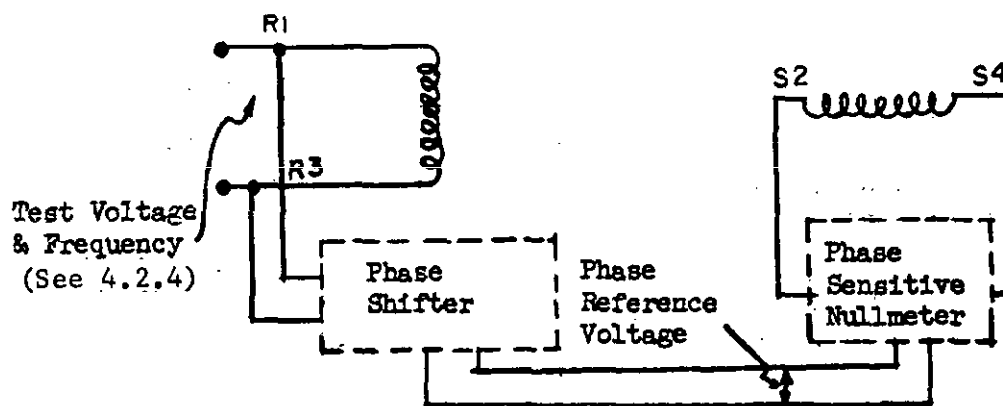 R1
S2
S4
R3
Test Voltage
& Frequency
(See 4.2.4)
Phase
Shifter
Phase
Reference
Voltage
Phase
Sensitive
Nullmeter